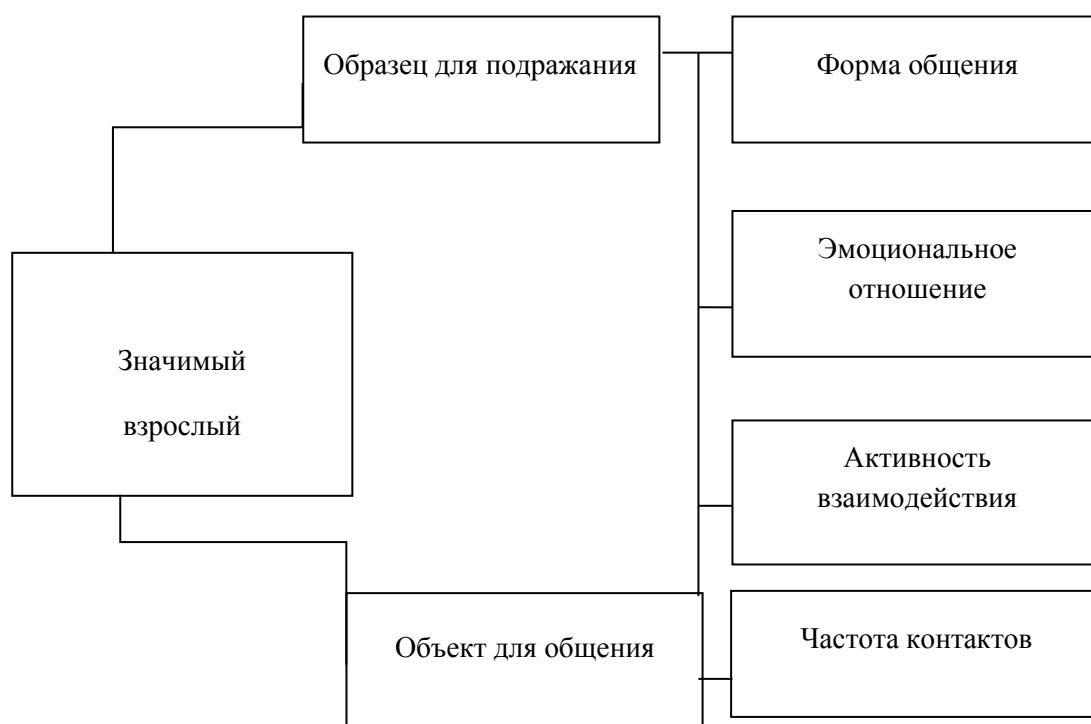 Образец для подражания
Форма общения
Эмоциональное
отношение
Значимый
взрослый
Активность
взаимодействия
Объект для общения
Частота контактов